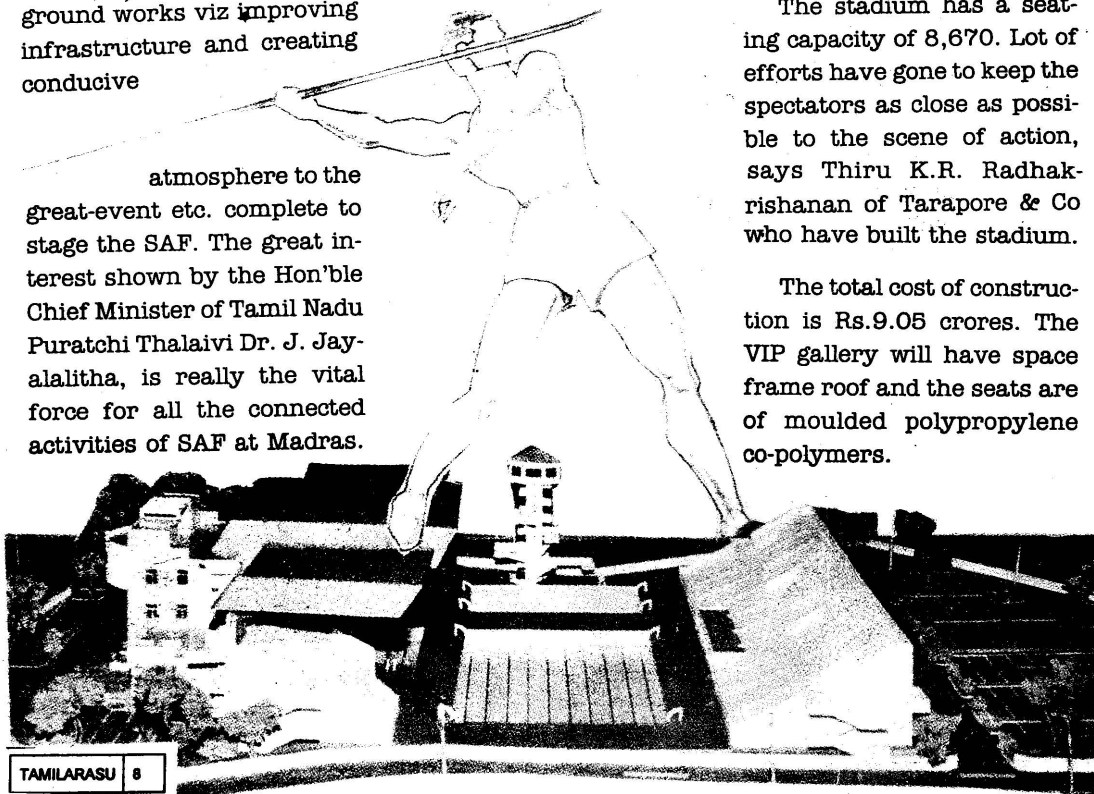 ground works viz improving
infrastructure and creating
conducive
atmosphere to the
great-event etc. complete to
stage the SAF. The great in-
terest shown by the Hon'ble
Chief Minister of Tamil Nadu
Puratchi Thalaivi Dr. J. Jay-
alalitha, is really the vital
force for all the connected
activities of SAF at Madras.
The stadium has a seat-
ing capacity of 8,670. Lot of
efforts have gone to keep the
spectators as close as possi-
ble to the scene of action,
says Thiru K.R. Radhak-
rishanan of Tarapore & Co
who have built the stadium.
The total cost of construc-
tion is Rs.9.05 crores. The
VIP gallery will have space
frame roof and the seats are
of moulded polypropylene
co-polymers.
TAMILARASU 8